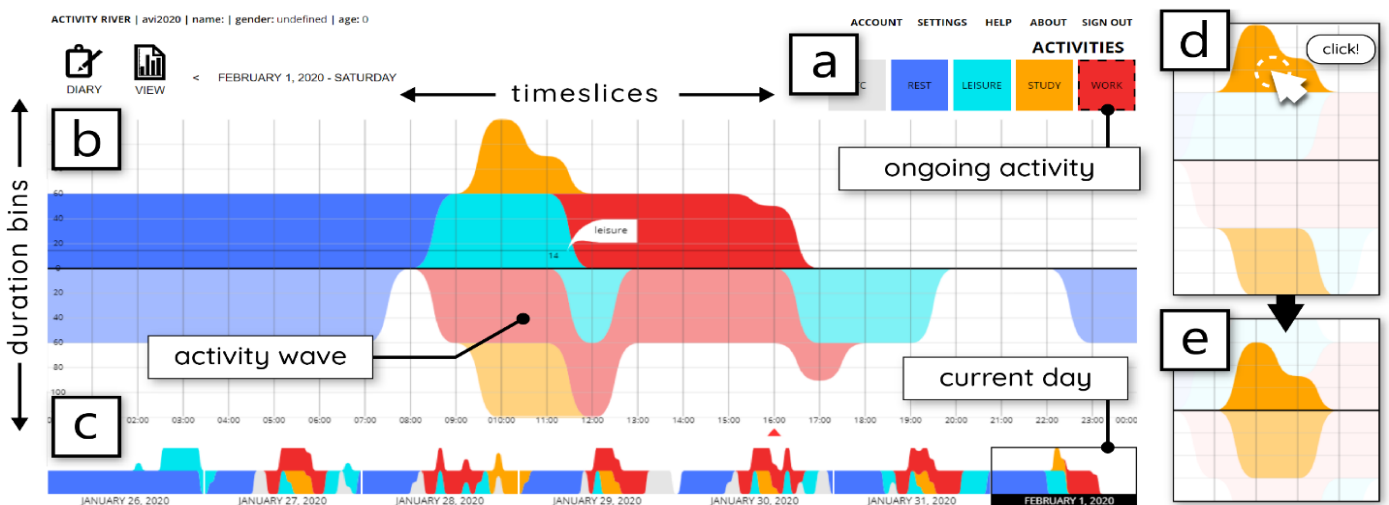 ACTIVITY RIVER | avi2020 | name: | gender: undefined | age: 0
ACCOUNT SETTINGS HELP ABOUT SIGN OUT
DIARY
VIEW
< FEBRUARY 1, 2020 - SATURDAY
ACTIVITIES
a
REST
LEISURE
STUDY
WORK
ongoing activity
timeslices
duration bins
b
60
40
20
0
20
40
60
80
100
leisure
14
activity wave
current day
02:00 03:00 04:00 05:00 06:00 07:00 08:00 09:00 10:00 11:00 12:00 13:00 14:00 15:00 16:00 17:00 18:00 19:00 20:00 21:00 22:00 23:00 00:00
c
JANUARY 26, 2020
JANUARY 27, 2020
JANUARY 28, 2020
JANUARY 29, 2020
JANUARY 30, 2020
JANUARY 31, 2020
FEBRUARY 1, 2020
d
click!
e